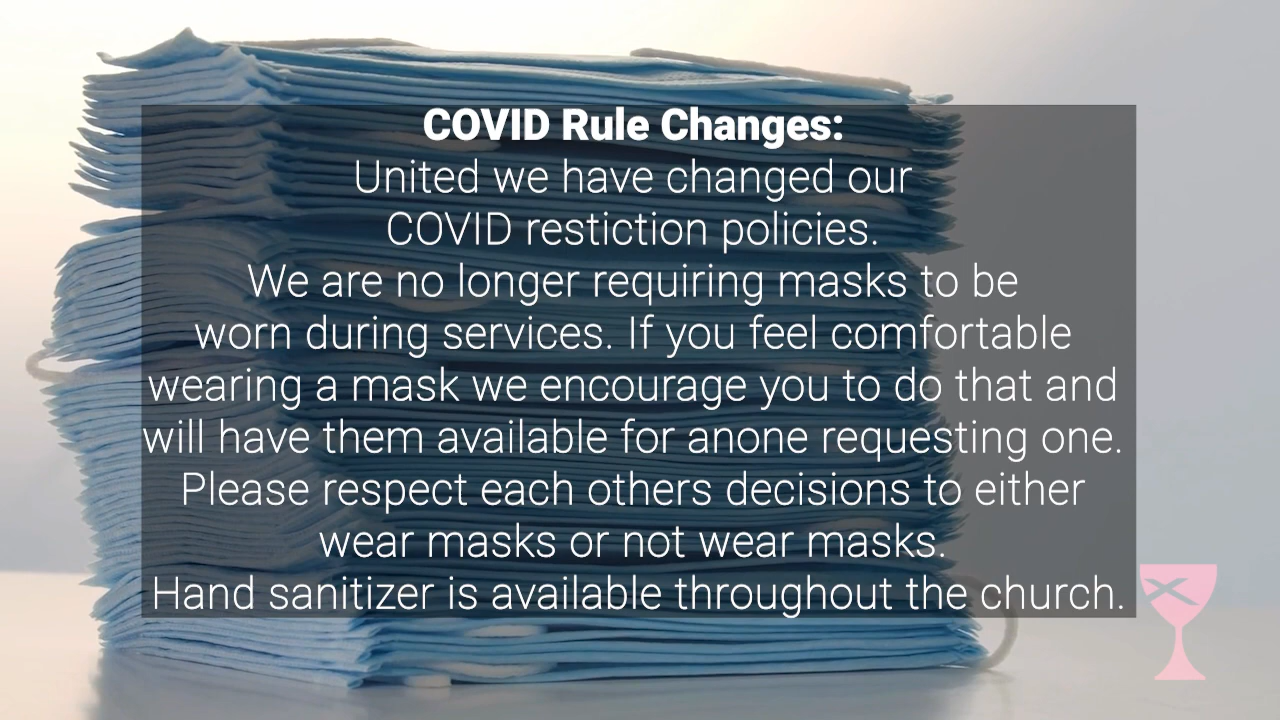 COVID Rule Changes:
United we have changed our
COVID restiction policies.
We are no longer requiring masks to be
worn during services. If you feel comfortable
wearing a mask we encourage you to do that and
will have them available for anone requesting one.
Please respect each others decisions to either
wear masks or not wear masks.
Hand sanitizer is available throughout the church.